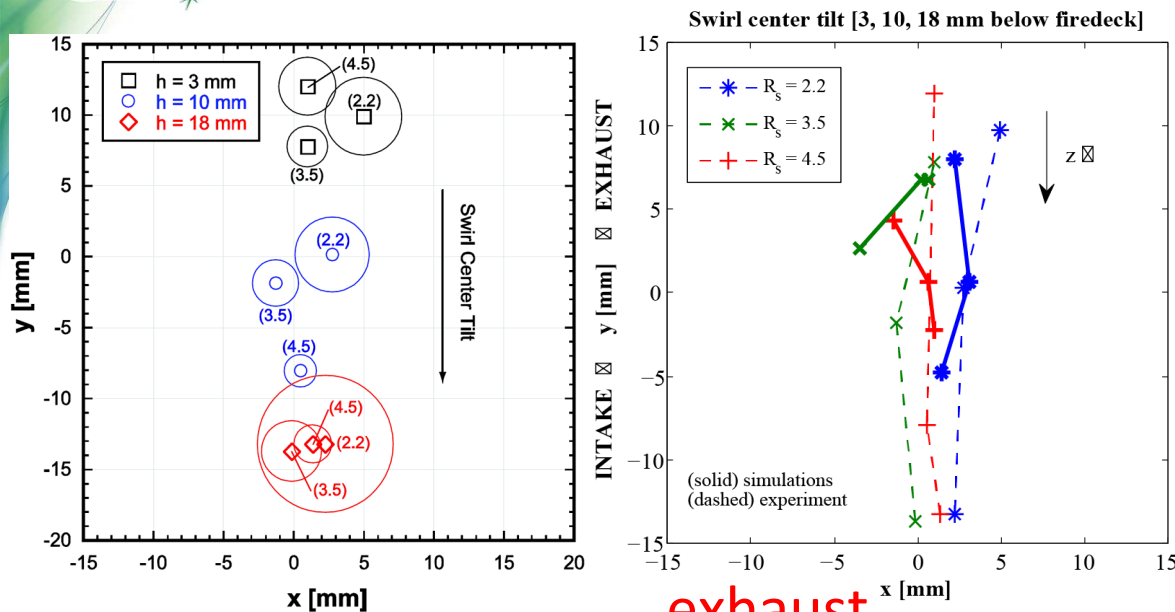 15
10
5
0
-5
-10
-15
-20
y [mm]
-15 -10 -5 0 5 10 15 20
x [mm]
h = 3 mm
h = 10 mm
h = 18 mm
(4.5)
(2.2)
(3.5)
(2.2)
(3.5)
(4.5)
(4.5)
(2.2)
(3.5)
Swirl Center Tilt
Swirl center tilt [3, 10, 18 mm below firedeck]
15
10
5
0
−5
−10
−15
INTAKE y [mm] EXHAUST
Rs = 2.2
Rs = 3.5
Rs = 4.5
z
(solid) simulations
(dashed) experiment
−15 −10 −5 0 5 10 15
x [mm]
exhaust